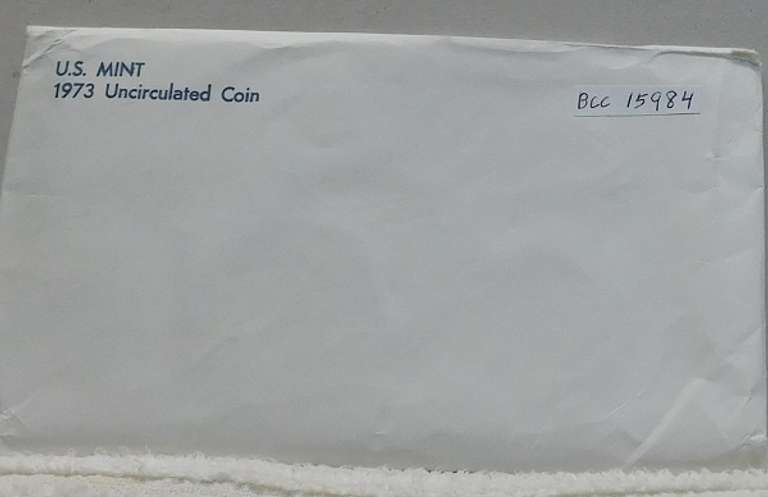 U.S. MINT
1973 Uncirculated Coin
BCC 15984